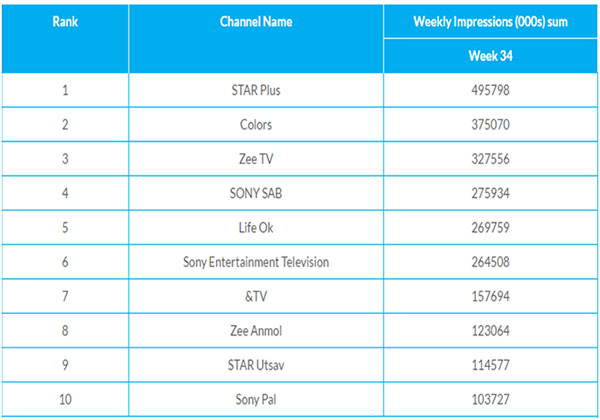 Rank Channel Name Weekly Impressions (000s) sum
Week 34
1 STAR Plus 495798
2 Colors 375070
3 Zee TV 327556
4 SONY SAB 275934
5 Life Ok 269759
6 Sony Entertainment Television 264508
7 &TV 157694
8 Zee Anmol 123064
9 STAR Utsav 114577
10 Sony Pal 103727